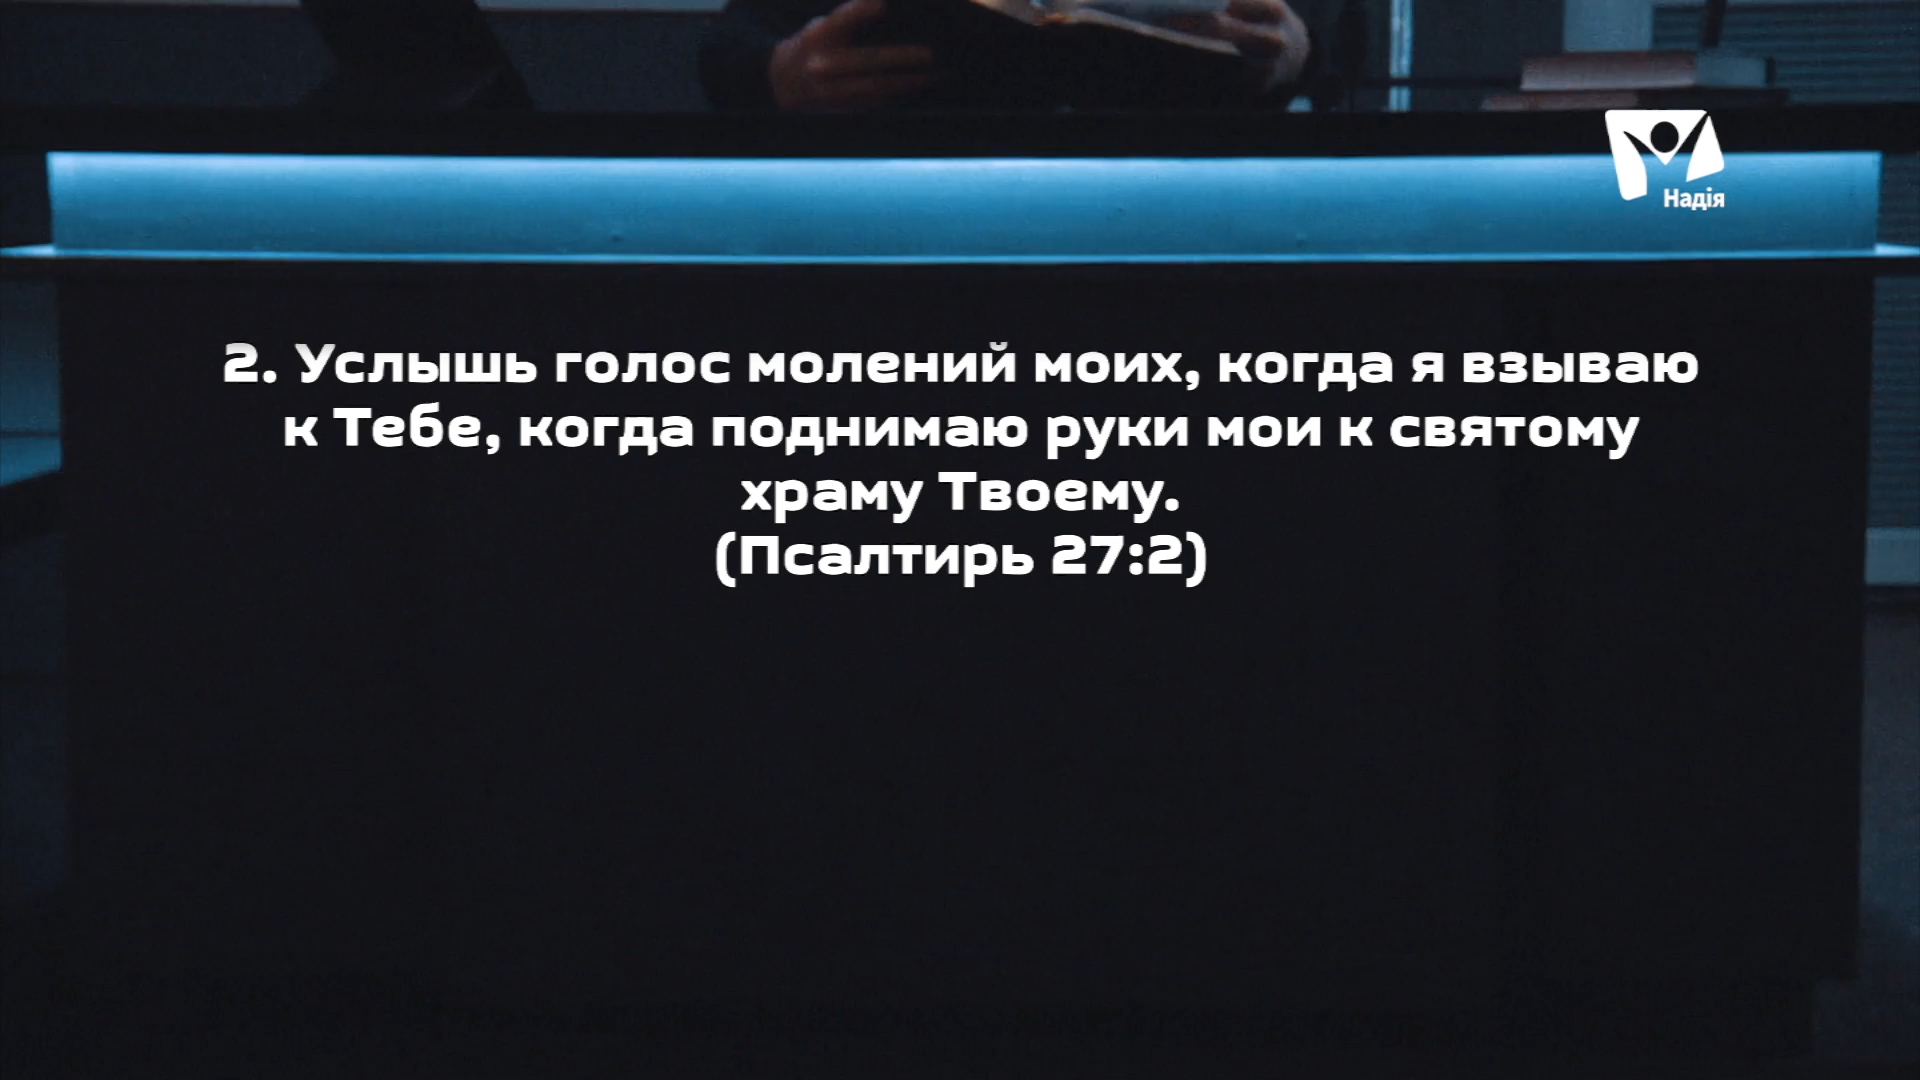 Надія
2. Услышь голос молений моих, когда я взываю
к Тебе, когда поднимаю руки мои к святому
храму Твоему.
(Псалтирь 27:2)